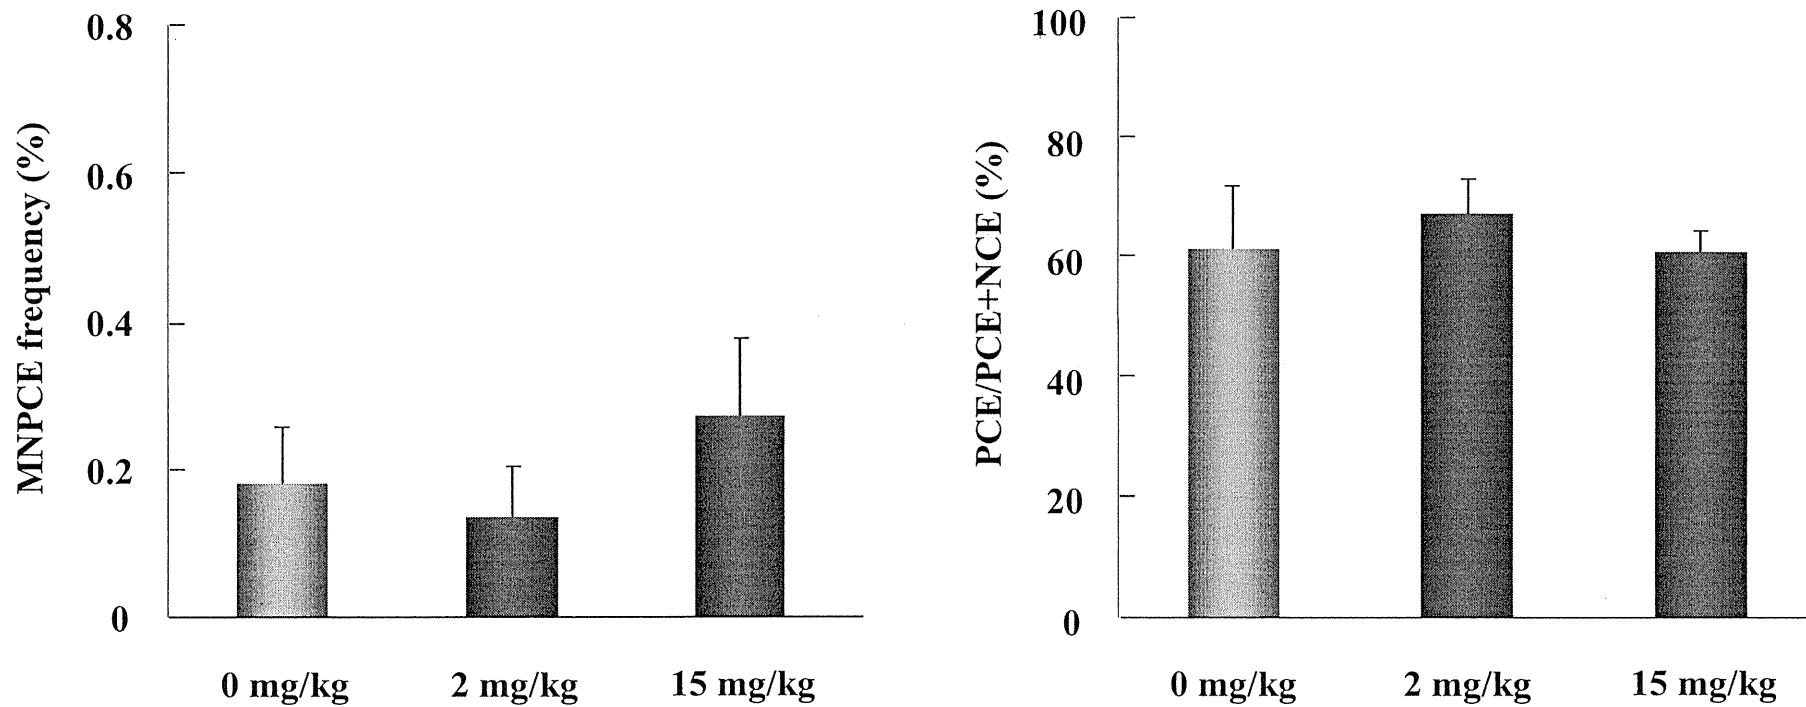 MNPCE frequency (%)
0.8
0.6
0.4
0.2
0
0 mg/kg
2 mg/kg
15 mg/kg
PCE/PCE+NCE (%)
100
80
60
40
20
0
0 mg/kg
2 mg/kg
15 mg/kg